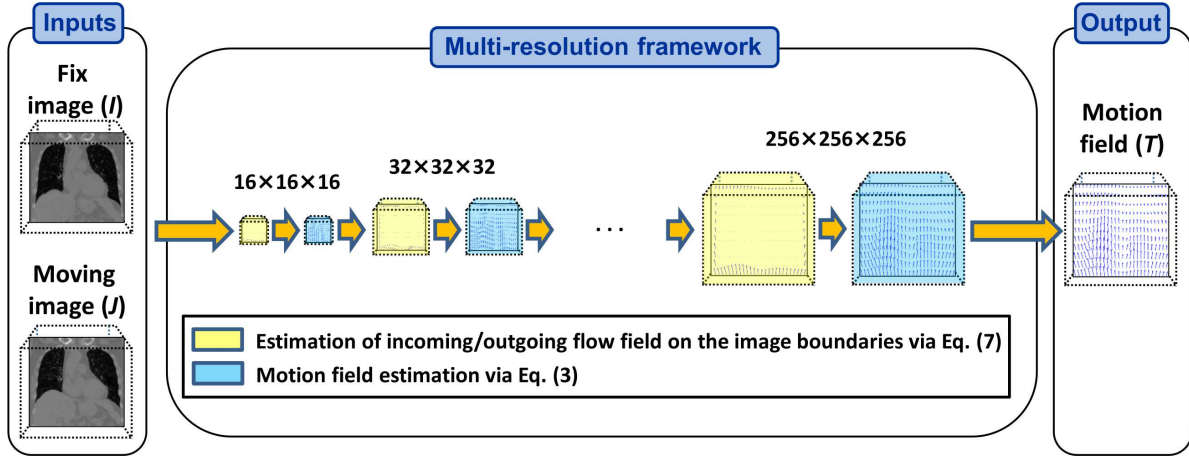 Inputs
Fix
image (I)
Moving
image (J)
Multi-resolution framework
16×16×16
32×32×32
...
256×256×256
Estimation of incoming/outgoing flow field on the image boundaries via Eq. (7)
Motion field estimation via Eq. (3)
Output
Motion
field (T)